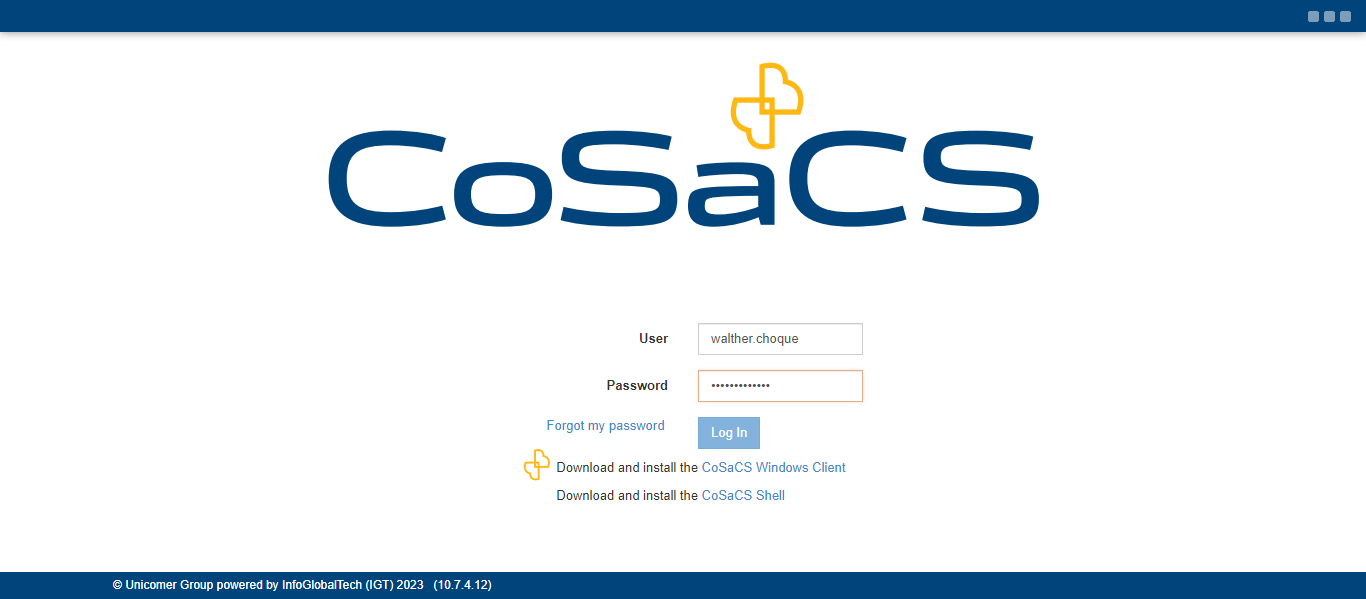 CoSaCS
User walther.choque
Password •••••••••••••
Forgot my password Log In
Download and install the CoSaCS Windows Client
Download and install the CoSaCS Shell
© Unicomer Group powered by InfoGlobalTech (IGT) 2023 (10.7.4.12)